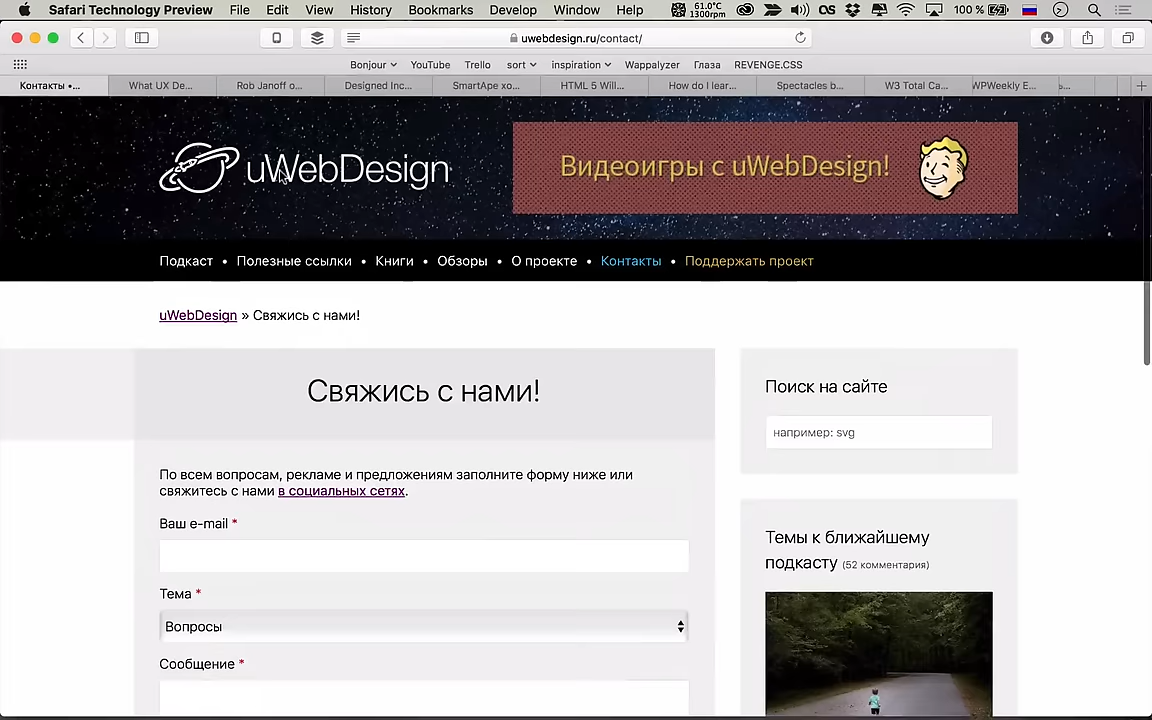 Safari Technology Preview File Edit View History Bookmarks Develop Window Help 61.0°C 1300rpm 100 %
uwebdesign.ru/contact/
Bonjour YouTube Trello sort inspiration Wappalyzer Глаза REVENGE.CSS
Контакты •... What UX De... Rob Janoff o... Designed Inc... SmartApe xo... HTML 5 Will... How do I lear... Spectacles b... W3 Total Ca... WPWeekly E...
uWebDesign
Видеоигры с uWebDesign!
Подкаст • Полезные ссылки • Книги • Обзоры • О проекте • Контакты • Поддержать проект
uWebDesign » Свяжись с нами!
Свяжись с нами!
По всем вопросам, рекламе и предложениям заполните форму ниже или
свяжитесь с нами в социальных сетях.
Ваш e-mail *
Тема *
Вопросы
Сообщение *
Поиск на сайте
например: svg
Темы к ближайшему
подкасту (52 комментария)